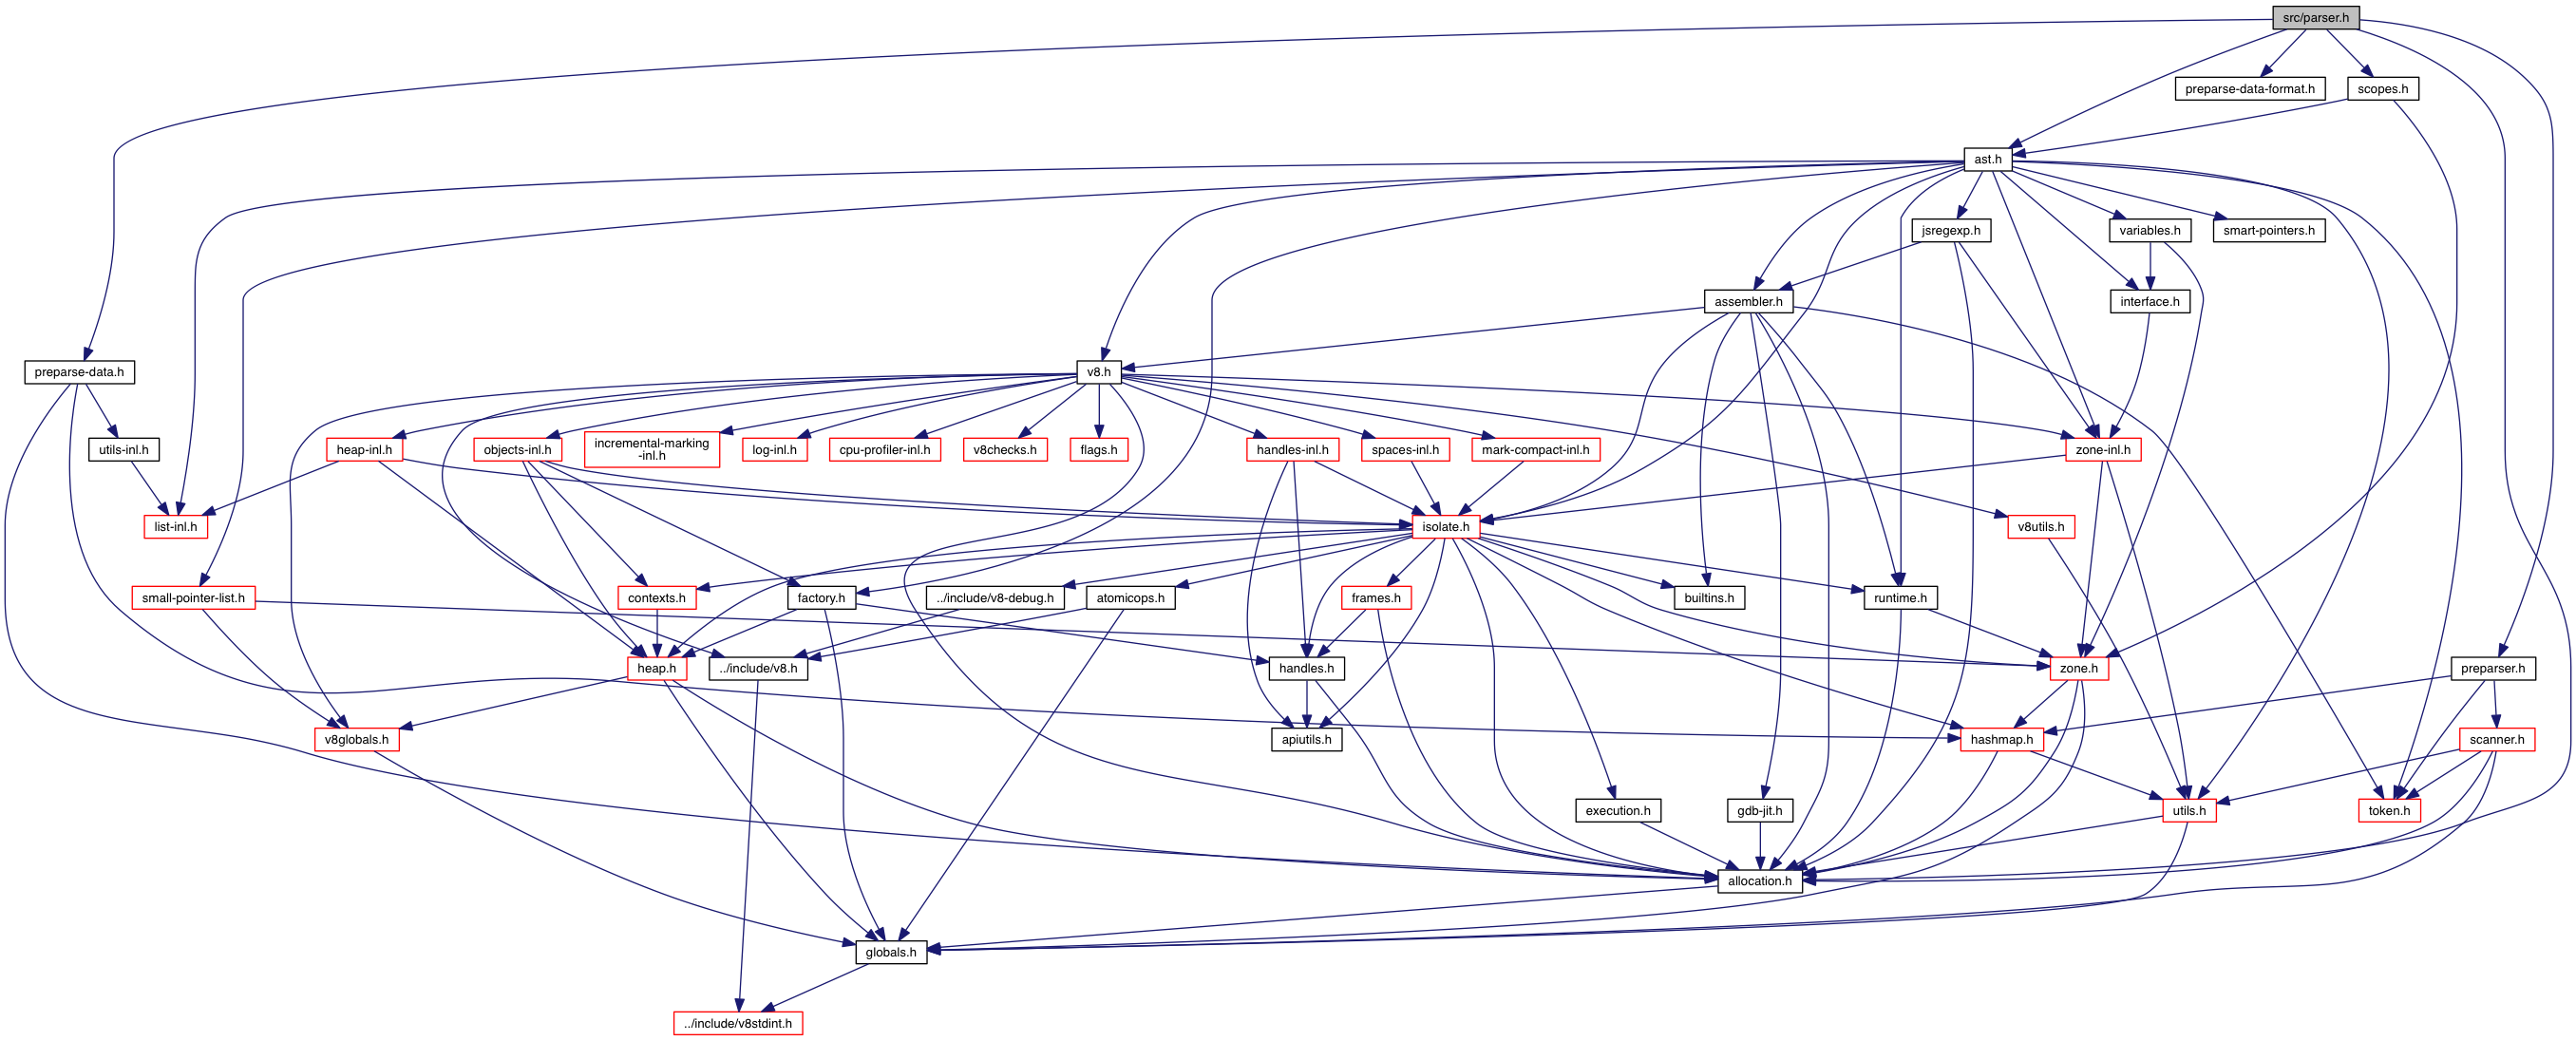 src/parser.h
preparse-data-format.h
scopes.h
ast.h
jsregexp.h
variables.h
smart-pointers.h
assembler.h
interface.h
preparse-data.h
v8.h
utils-inl.h
heap-inl.h
objects-inl.h
incremental-marking
-inl.h
log-inl.h
cpu-profiler-inl.h
v8checks.h
flags.h
handles-inl.h
spaces-inl.h
mark-compact-inl.h
zone-inl.h
list-inl.h
isolate.h
v8utils.h
small-pointer-list.h
contexts.h
factory.h
../include/v8-debug.h
atomicops.h
frames.h
builtins.h
runtime.h
heap.h
../include/v8.h
handles.h
zone.h
preparser.h
v8globals.h
apiutils.h
hashmap.h
scanner.h
execution.h
gdb-jit.h
utils.h
token.h
allocation.h
globals.h
../include/v8stdint.h